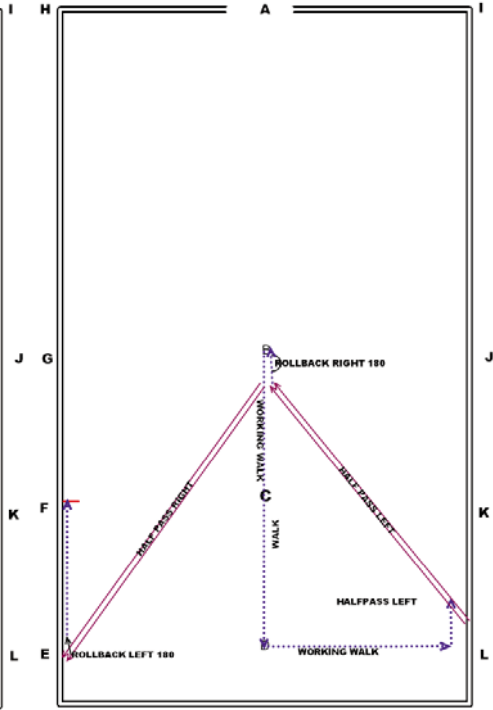 I H A I
J G J
B
ROLLBACK RIGHT 180
WORKING WALK
HALF PASS RIGHT
HALF PASS LEFT
C
K F K
WALK
HALFPASS LEFT
L E L
ROLLBACK LEFT 180
WORKING WALK